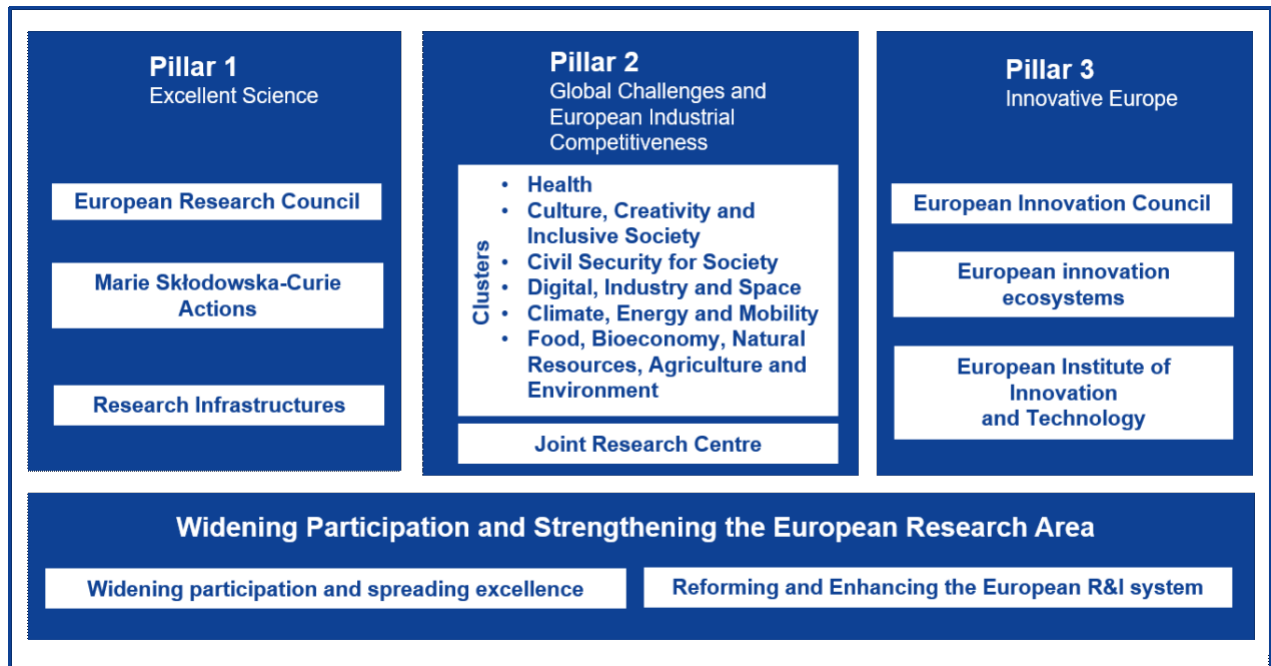 Pillar 1
Excellent Science
European Research Council
Marie Skłodowska-Curie
Actions
Research Infrastructures
Pillar 2
Global Challenges and
European Industrial
Competitiveness
Clusters
• Health
• Culture, Creativity and
Inclusive Society
• Civil Security for Society
• Digital, Industry and Space
• Climate, Energy and Mobility
• Food, Bioeconomy, Natural
Resources, Agriculture and
Environment
Joint Research Centre
Pillar 3
Innovative Europe
European Innovation Council
European innovation
ecosystems
European Institute of
Innovation
and Technology
Widening Participation and Strengthening the European Research Area
Widening participation and spreading excellence
Reforming and Enhancing the European R&I system